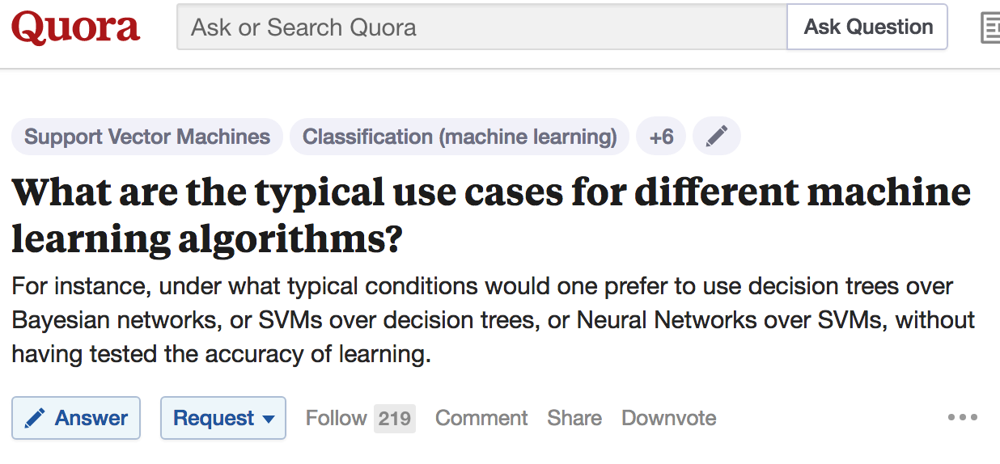 Quora
Ask or Search Quora
Ask Question
Support Vector Machines
Classification (machine learning)
+6
What are the typical use cases for different machine
learning algorithms?
For instance, under what typical conditions would one prefer to use decision trees over
Bayesian networks, or SVMs over decision trees, or Neural Networks over SVMs, without
having tested the accuracy of learning.
Answer
Request
Follow 219
Comment
Share
Downvote